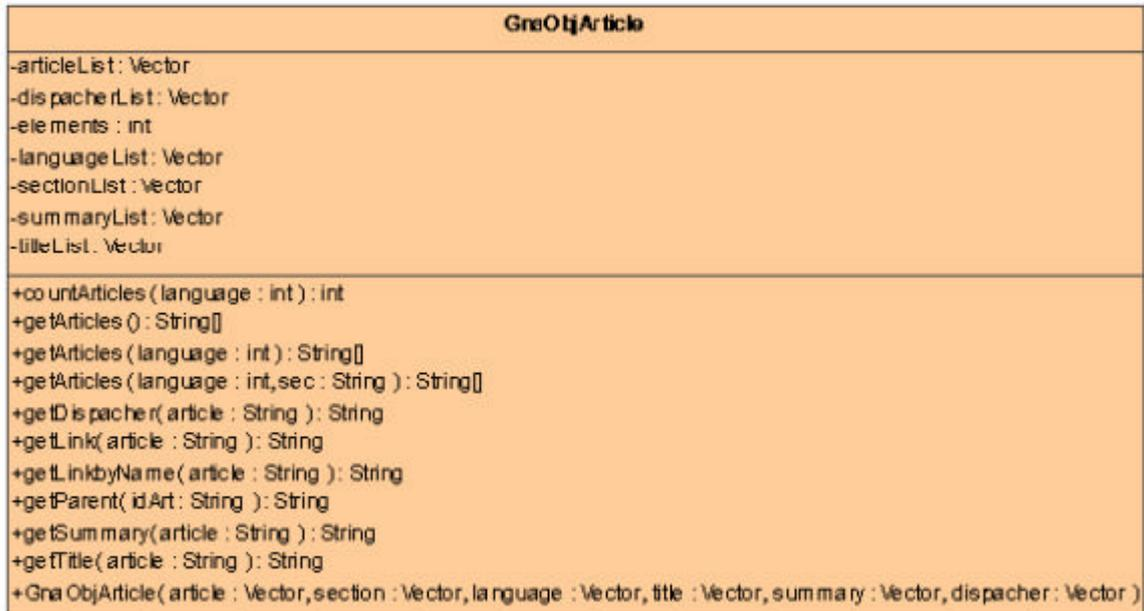 GnaObjArticle
-articleList : Vector
-dispacherList : Vector
-elements : int
-languageList : Vector
-sectionList : Vector
-summaryList : Vector
-titleList : Vector
+countArticles ( language : int ) : int
+getArticles () : String[]
+getArticles ( language : int ) : String[]
+getArticles ( language : int,sec : String ) : String[]
+getDispacher( article : String ) : String
+getLink( article : String ) : String
+getLinkbyName( article : String ) : String
+getParent( idArt : String ) : String
+getSummary( article : String ) : String
+getTitle( article : String ) : String
+GnaObjArticle( article : Vector,section : Vector,language : Vector,title : Vector,summary : Vector,dispacher : Vector )